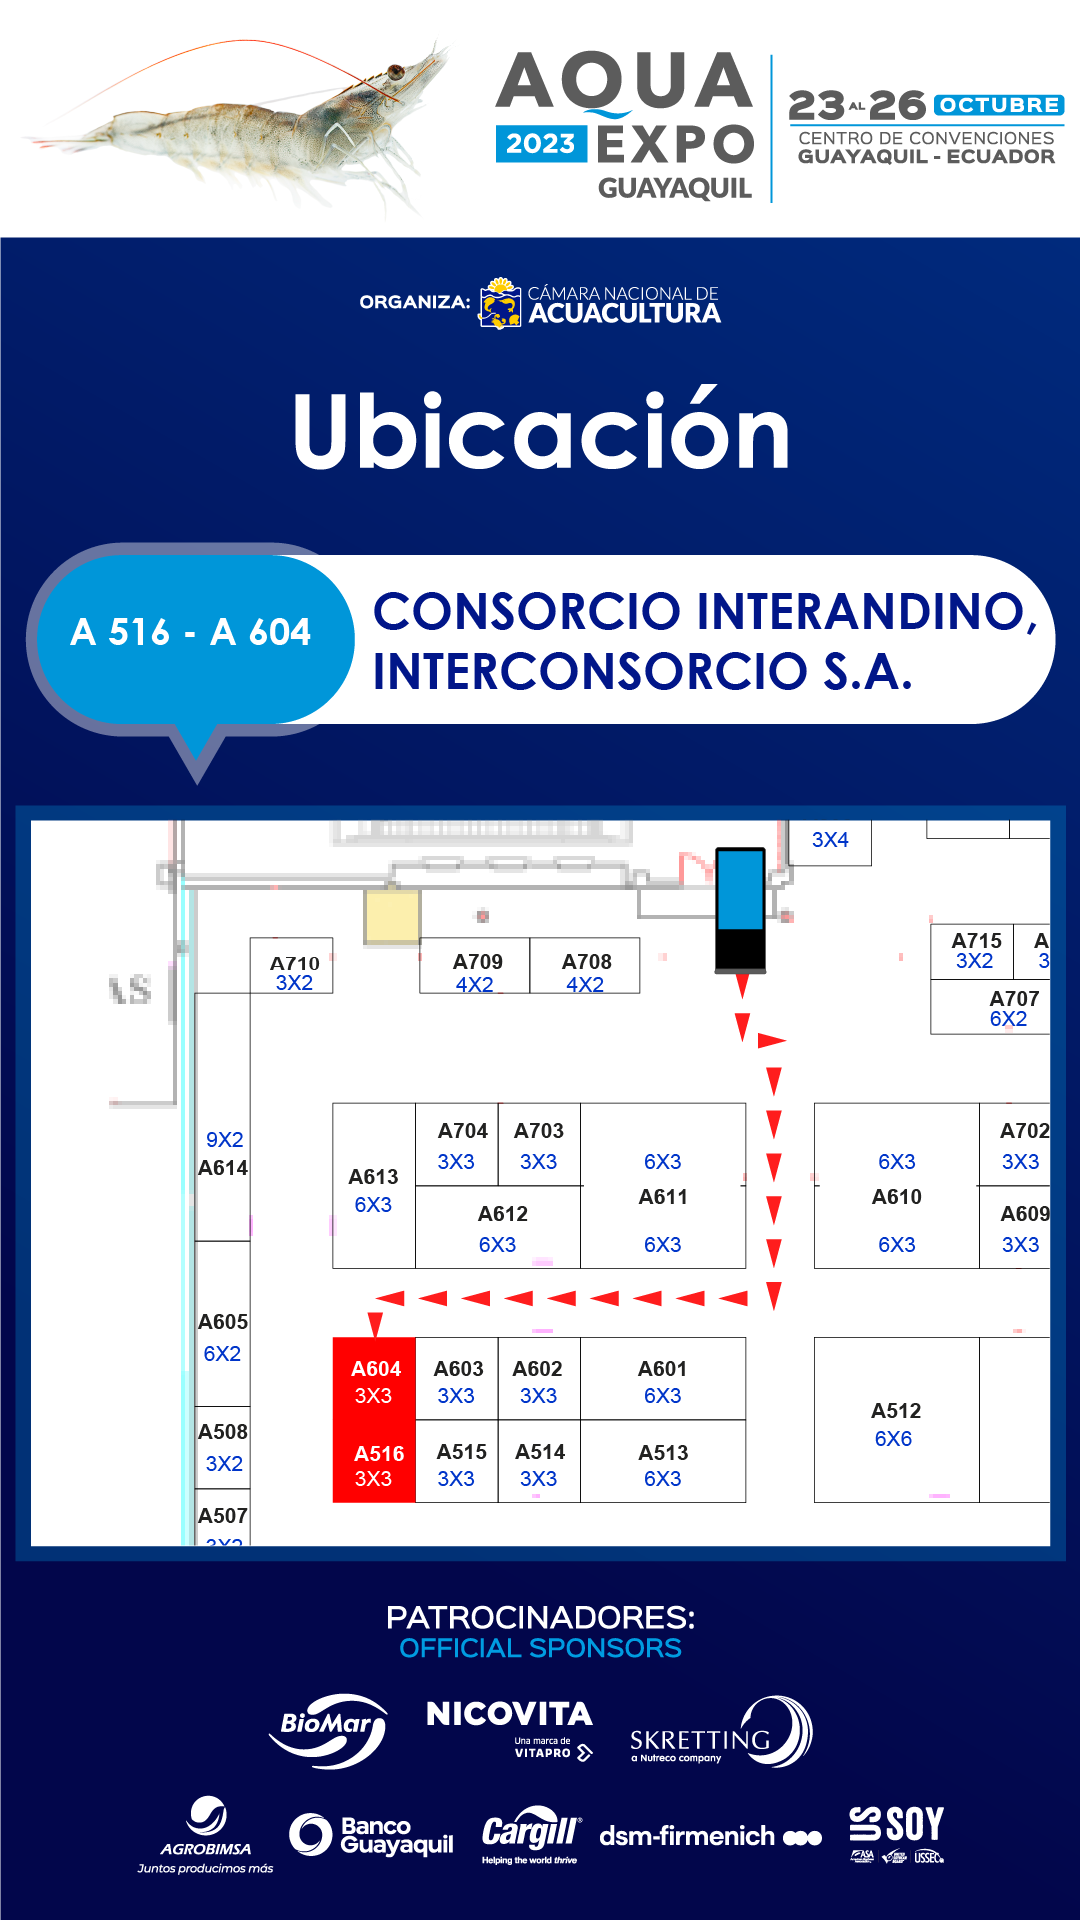 AQUA
2023 EXPO
GUAYAQUIL
23 AL 26 OCTUBRE
CENTRO DE CONVENCIONES
GUAYAQUIL - ECUADOR
ORGANIZA:
CÁMARA NACIONAL DE
ACUACULTURA
Ubicación
A 516 - A 604
CONSORCIO INTERANDINO,
INTERCONSORCIO S.A.
3X4
A710
3X2
A709
4X2
A708
4X2
A715
3X2
A
3
A707
6X2
AS
9X2
A614
A613
6X3
A704
3X3
A703
3X3
A612
6X3
6X3
A611
6X3
6X3
A610
6X3
A702
3X3
A609
3X3
A605
6X2
A604
3X3
A603
3X3
A602
3X3
A601
6X3
A516
3X3
A515
3X3
A514
3X3
A513
6X3
A512
6X6
A508
3X2
A507
3X2
PATROCINADORES:
OFFICIAL SPONSORS
BioMar
NICOVITA
Una marca de
VITAPRO
SKRETTING
a Nutreco company
AGROBIMSA
Juntos producimos más
Banco
Guayaquil
Cargill®
Helping the world thrive
dsm-firmenich
US SOY
ASA
USSEC